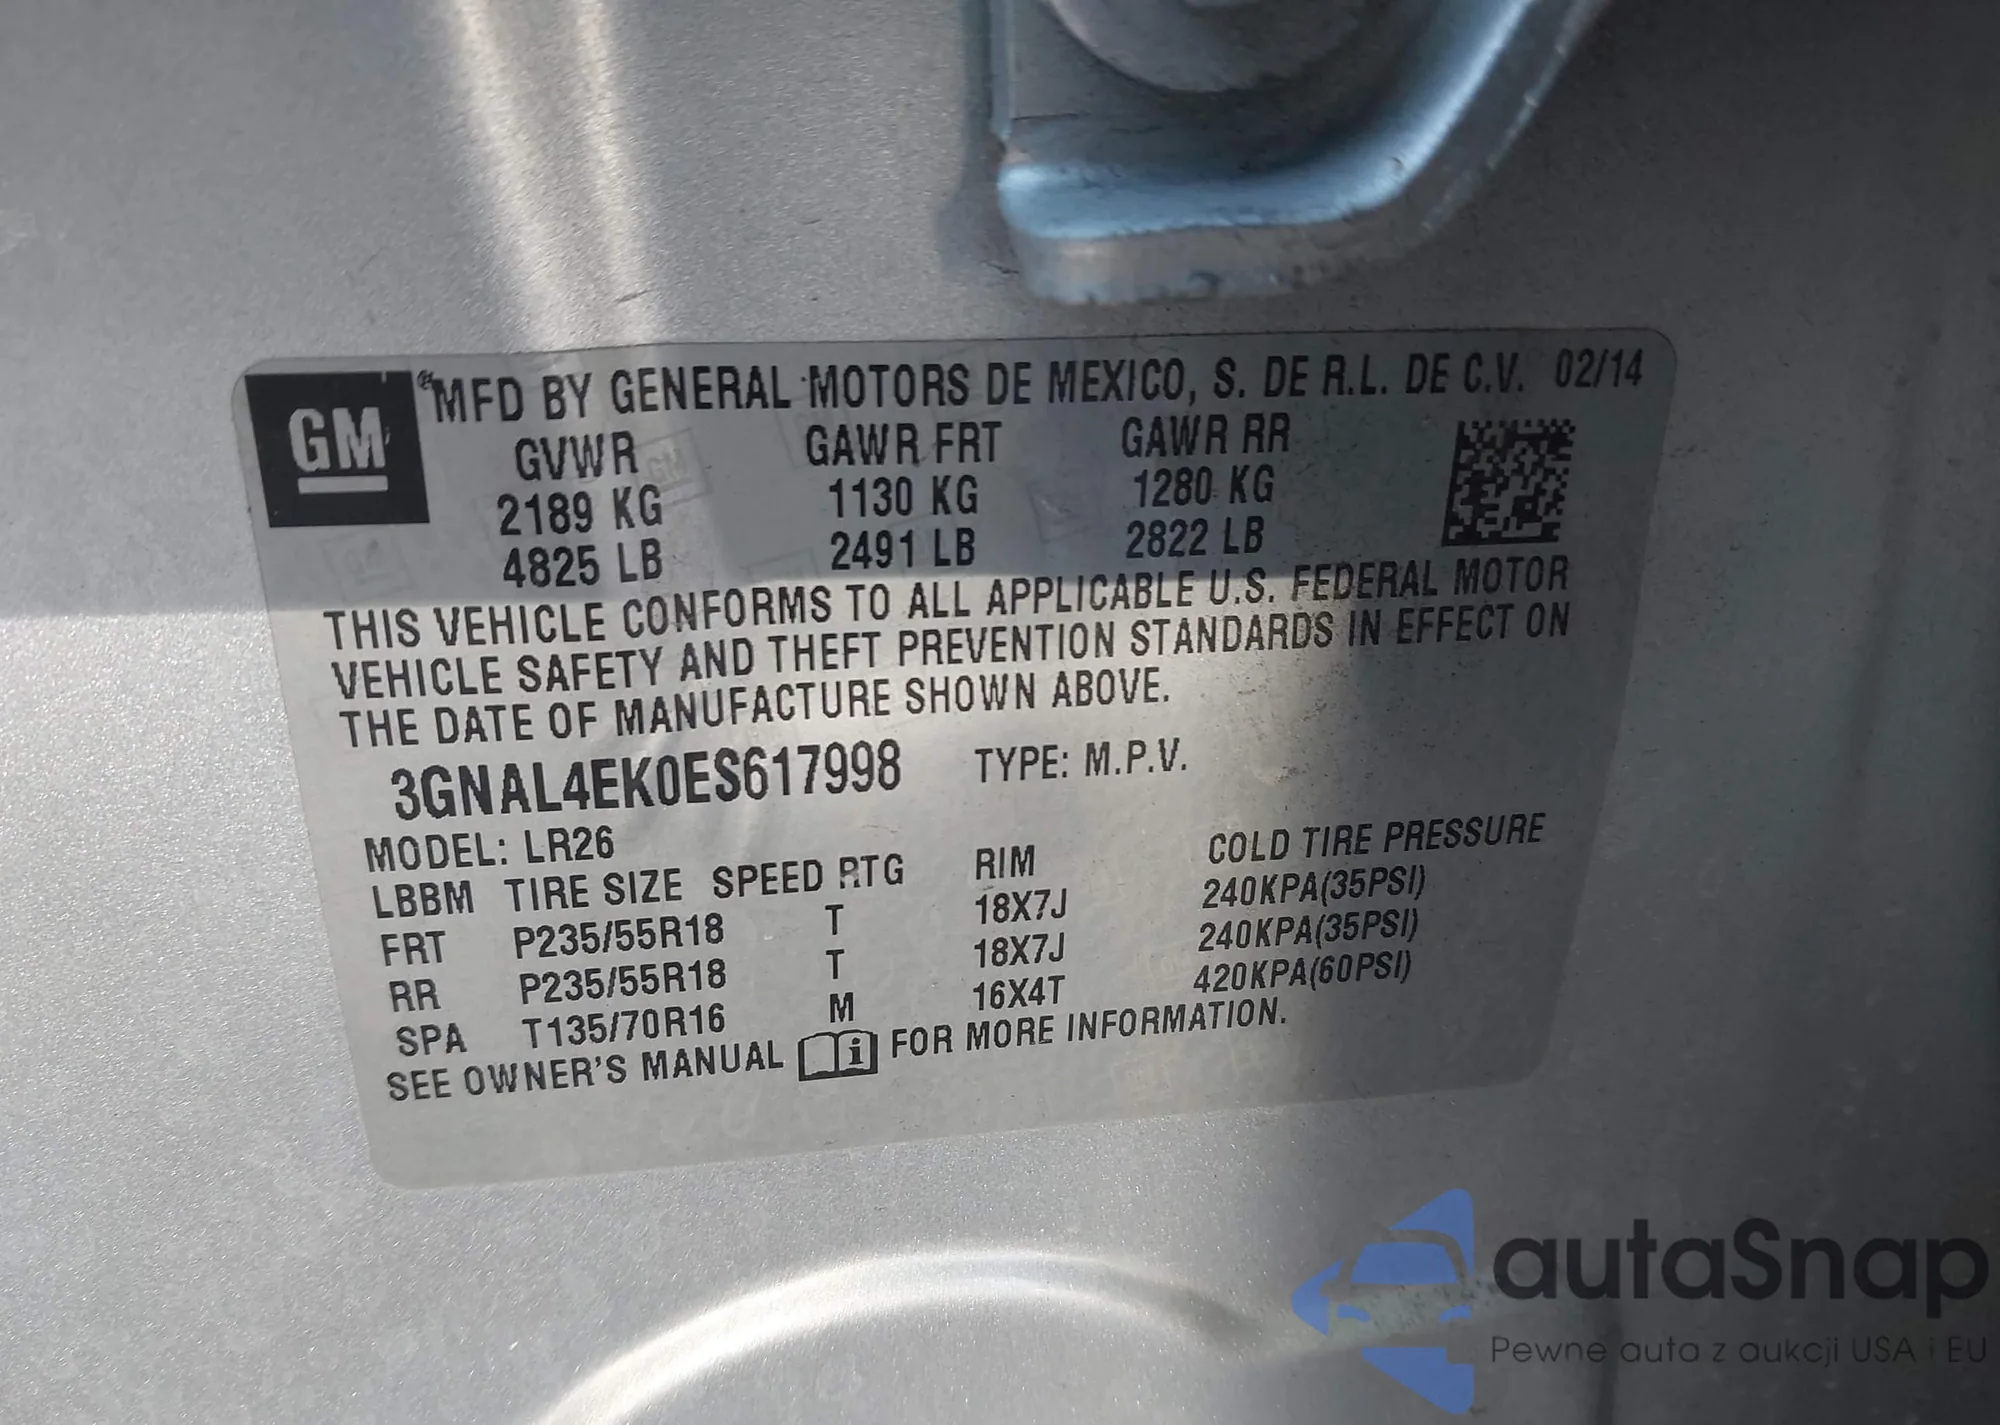 GM
MFD BY GENERAL MOTORS DE MEXICO, S. DE R.L. DE C.V. 02/14
GVWR GAWR FRT GAWR RR
2189 KG 1130 KG 1280 KG
4825 LB 2491 LB 2822 LB
THIS VEHICLE CONFORMS TO ALL APPLICABLE U.S. FEDERAL MOTOR
VEHICLE SAFETY AND THEFT PREVENTION STANDARDS IN EFFECT ON
THE DATE OF MANUFACTURE SHOWN ABOVE.
3GNAL4EK0ES617998 TYPE: M.P.V.
MODEL: LR26
LBBM TIRE SIZE SPEED RTG RIM COLD TIRE PRESSURE
FRT P235/55R18 T 18X7J 240KPA(35PSI)
RR P235/55R18 T 18X7J 240KPA(35PSI)
SPA T135/70R16 M 16X4T 420KPA(60PSI)
SEE OWNER'S MANUAL i FOR MORE INFORMATION.
autaSnap
Pewne auta z aukcji USA i EU